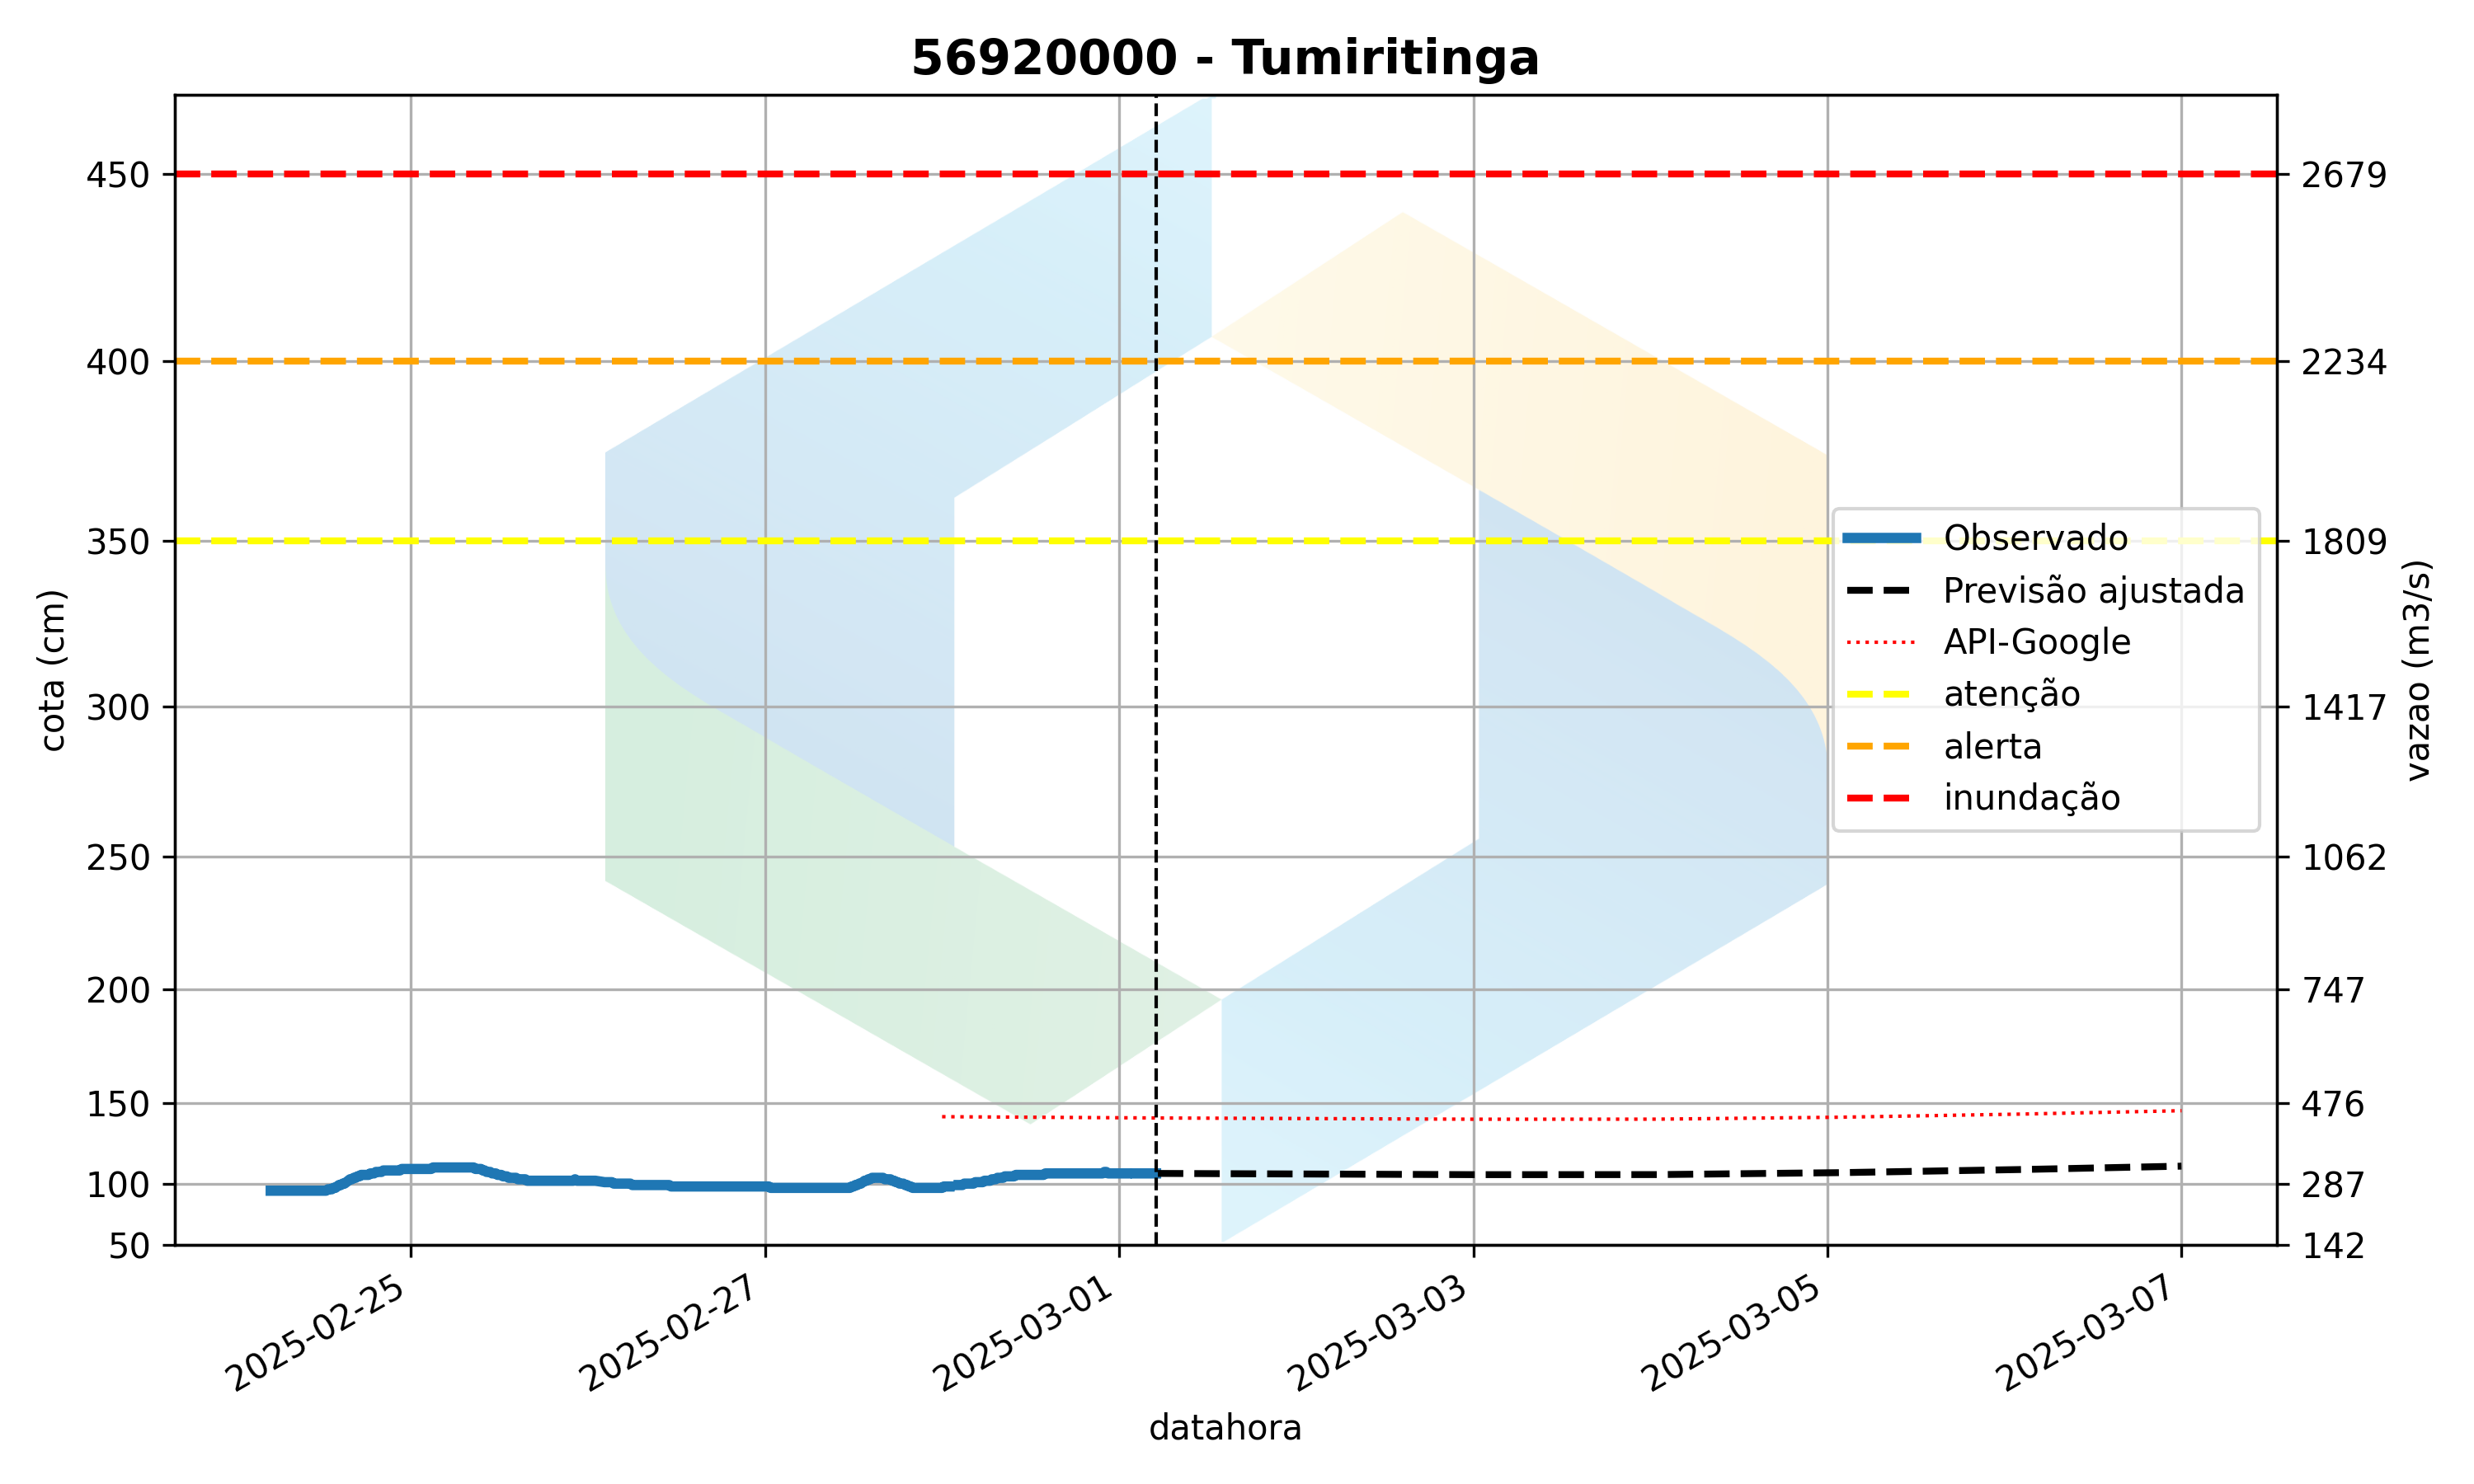 56920000 - Tumiritinga
cota (cm)
450
400
350
300
250
200
150
100
50
2679
2234
1809
1417
1062
747
476
287
142
vazao (m3/s)
Observado
Previsão ajustada
API-Google
atenção
alerta
inundação
2025-02-25
2025-02-27
2025-03-01
2025-03-03
2025-03-05
2025-03-07
datahora